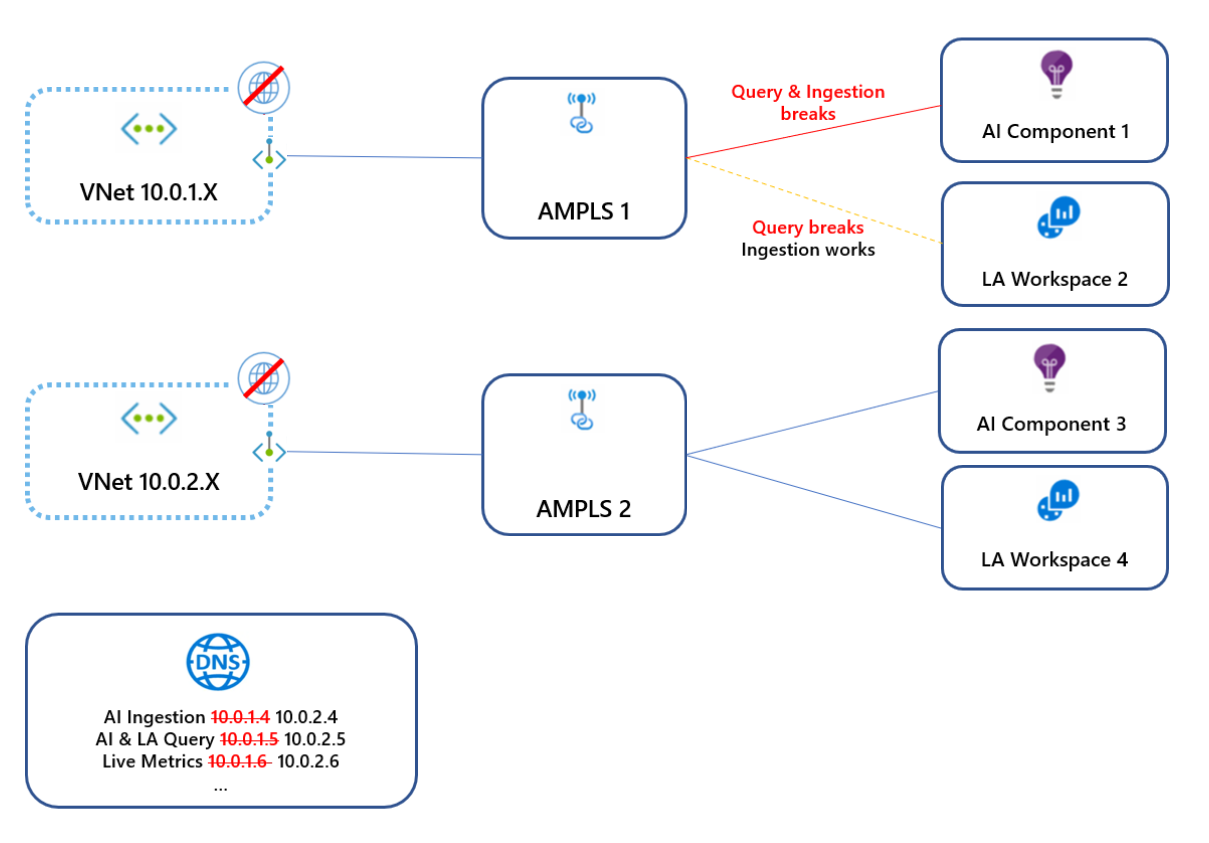 VNet 10.0.1.X
AMPLS 1
Query & Ingestion
breaks
AI Component 1
Query breaks
Ingestion works
LA Workspace 2
VNet 10.0.2.X
AMPLS 2
AI Component 3
LA Workspace 4
DNS
AI Ingestion 10.0.1.4 10.0.2.4
AI & LA Query 10.0.1.5 10.0.2.5
Live Metrics 10.0.1.6 10.0.2.6
...